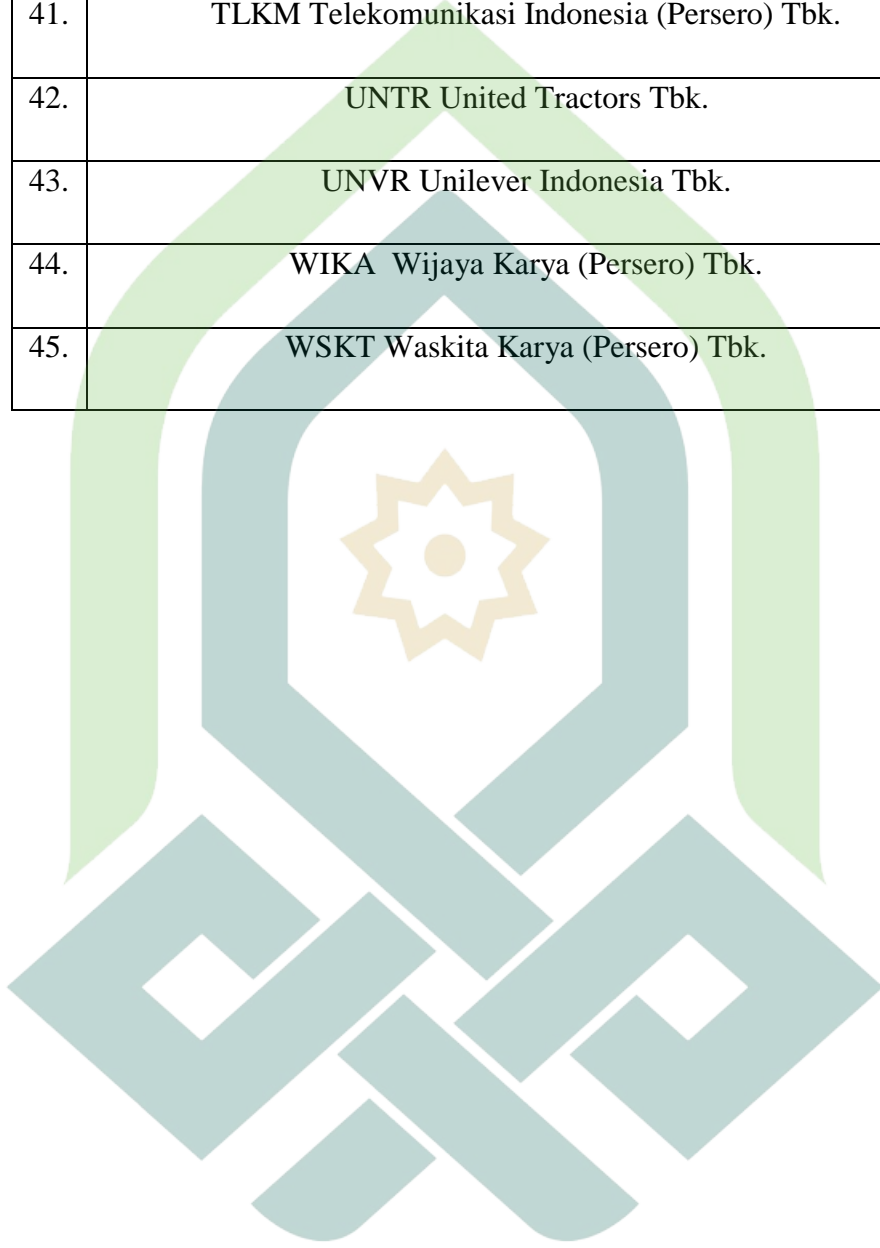 41. TLKM Telekomunikasi Indonesia (Persero) Tbk.
42. UNTR United Tractors Tbk.
43. UNVR Unilever Indonesia Tbk.
44. WIKA  Wijaya Karya (Persero) Tbk.
45. WSKT Waskita Karya (Persero) Tbk.